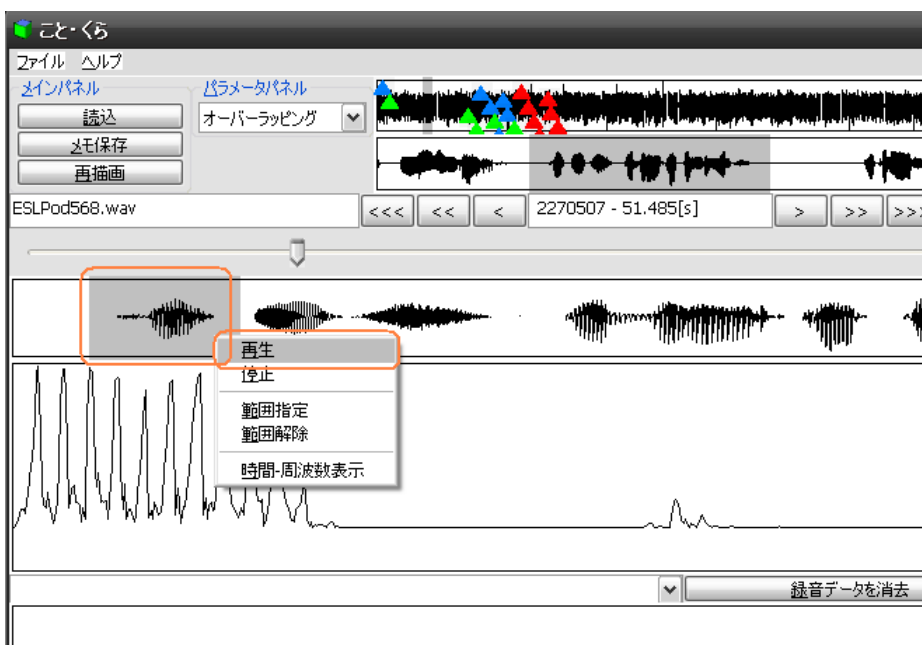 こと・くら
ファイル ヘルプ
メインパネル
パラメータパネル
読込
メモ保存
再描画
オーバーラッピング
ESLPod568.wav
<<<
<<
<
2270507 - 51.485[s]
>
>>
>>>
再生
停止
範囲指定
範囲解除
時間-周波数表示
録音データを消去